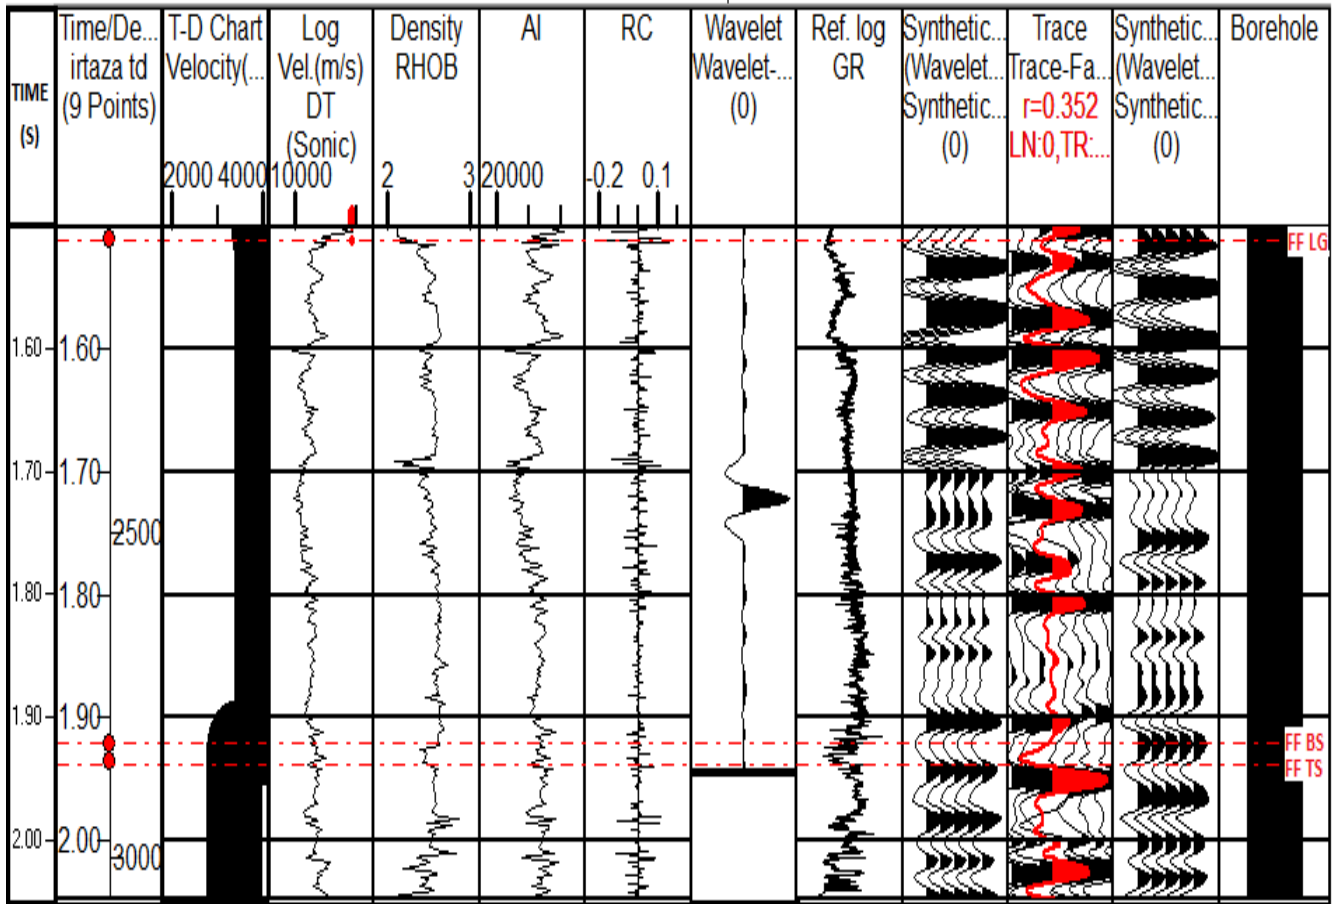 TIME
(S)
Time/De...
irtaza td
(9 Points)
T-D Chart
Velocity(...
2000 4000
Log
Vel.(m/s)
DT
(Sonic)
10000
Density
RHOB
2 3
AI
20000
RC
-0.2 0.1
Wavelet
Wavelet-...
(0)
Ref. log
GR
Synthetic...
(Wavelet...
Synthetic...
(0)
Trace
Trace-Fa...
r=0.352
LN:0,TR:...
Synthetic...
(Wavelet...
Synthetic...
(0)
Borehole
FF LG
1.60 1.60
1.70 1.70
2500
1.80 1.80
1.90 1.90
FF BS
FF TS
2.00 2.00
3000